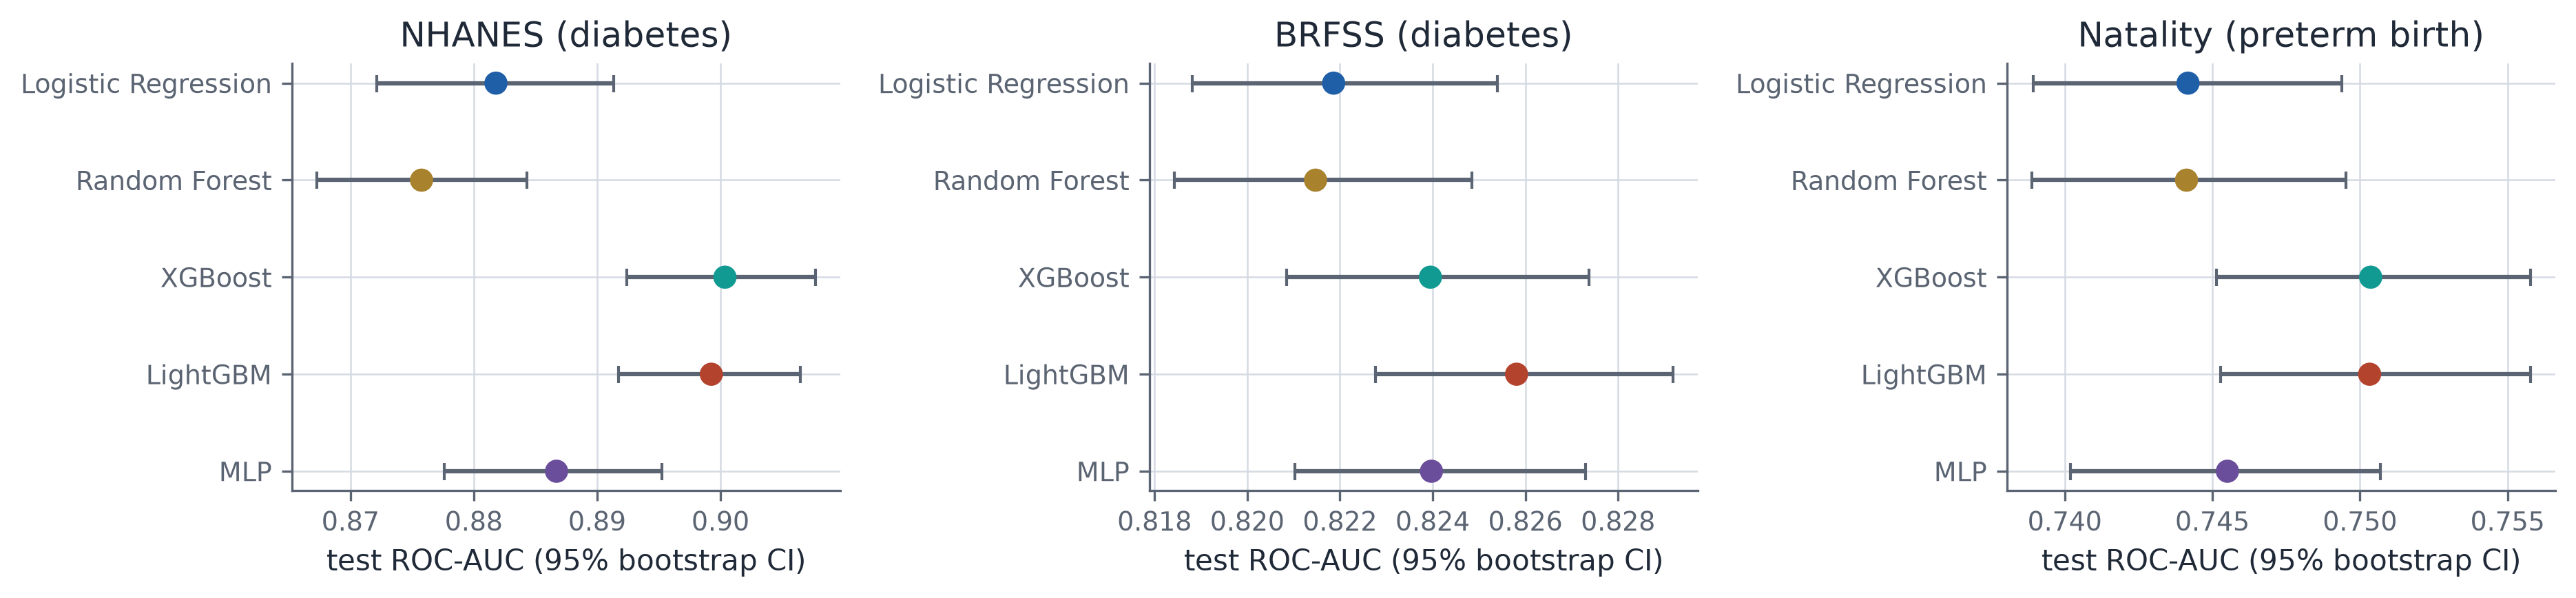 NHANES (diabetes)
Logistic Regression
Random Forest
XGBoost
LightGBM
MLP
0.87 0.88 0.89 0.90
test ROC-AUC (95% bootstrap CI)
BRFSS (diabetes)
Logistic Regression
Random Forest
XGBoost
LightGBM
MLP
0.818 0.820 0.822 0.824 0.826 0.828
test ROC-AUC (95% bootstrap CI)
Natality (preterm birth)
Logistic Regression
Random Forest
XGBoost
LightGBM
MLP
0.740 0.745 0.750 0.755
test ROC-AUC (95% bootstrap CI)